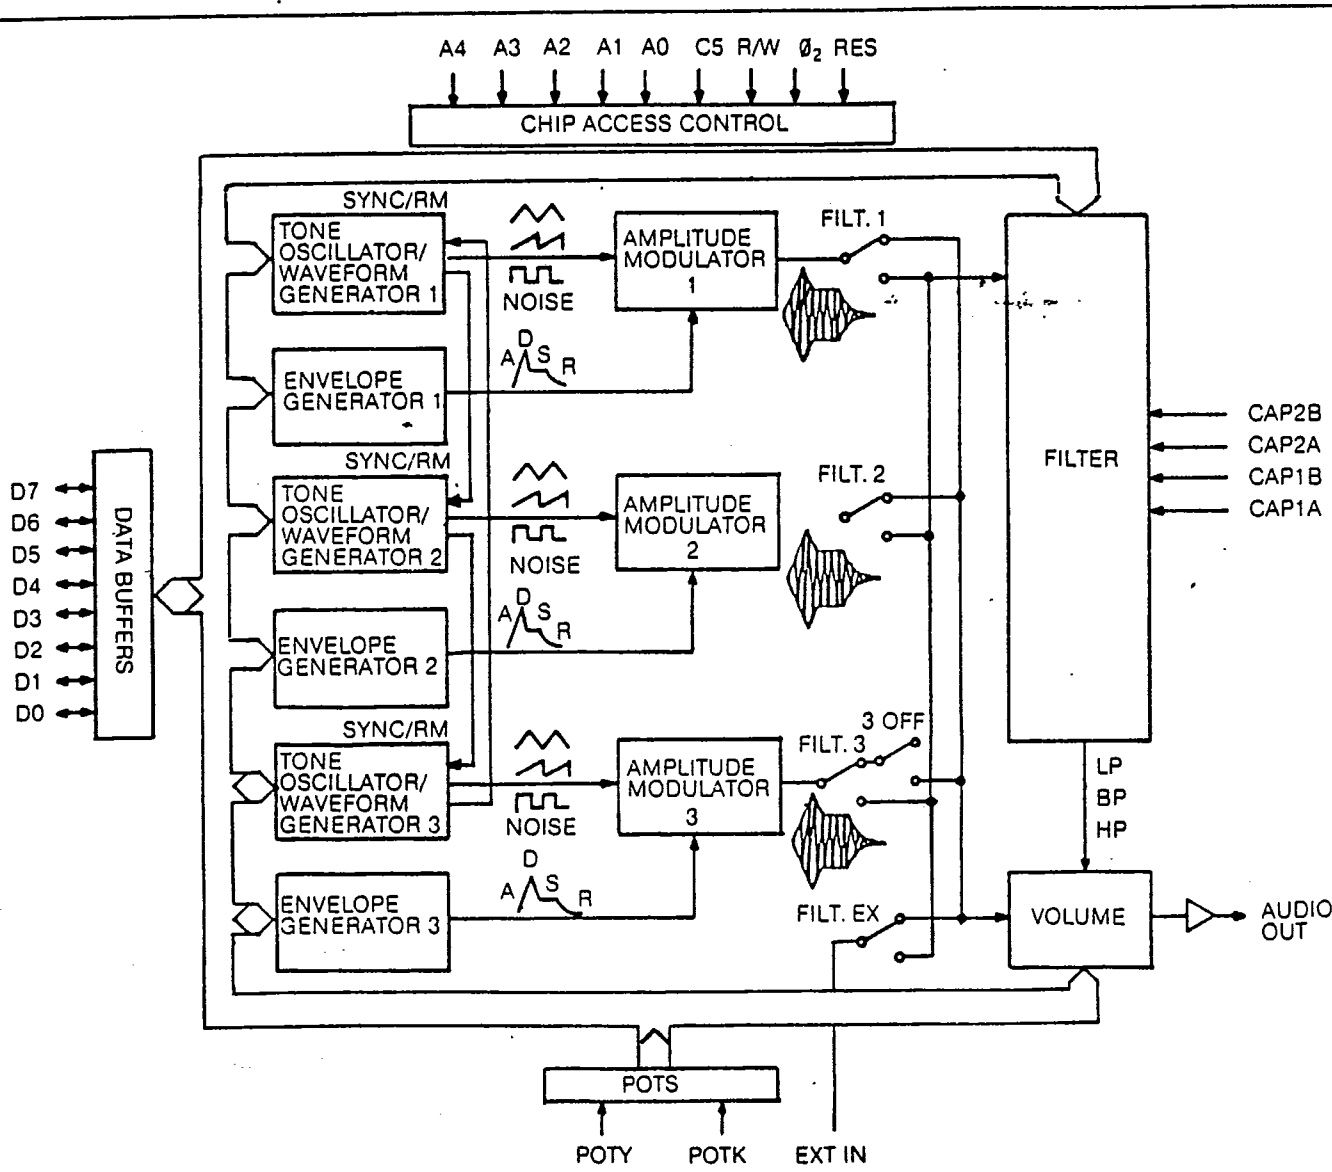 A4 A3 A2 A1 A0 C5 R/W Ø₂ RES
CHIP ACCESS CONTROL
SYNC/RM
TONE
OSCILLATOR/
WAVEFORM
GENERATOR 1
NOISE
AMPLITUDE
MODULATOR
1
FILT. 1
ENVELOPE
GENERATOR 1
A D S R
SYNC/RM
TONE
OSCILLATOR/
WAVEFORM
GENERATOR 2
NOISE
AMPLITUDE
MODULATOR
2
FILT. 2
ENVELOPE
GENERATOR 2
A D S R
SYNC/RM
TONE
OSCILLATOR/
WAVEFORM
GENERATOR 3
NOISE
AMPLITUDE
MODULATOR
3
FILT. 3
3 OFF
ENVELOPE
GENERATOR 3
A D S R
FILT. EX
D7
D6
D5
D4
D3
D2
D1
D0
DATA BUFFERS
FILTER
CAP2B
CAP2A
CAP1B
CAP1A
LP
BP
HP
VOLUME
AUDIO
OUT
POTS
POTY
POTK
EXT IN